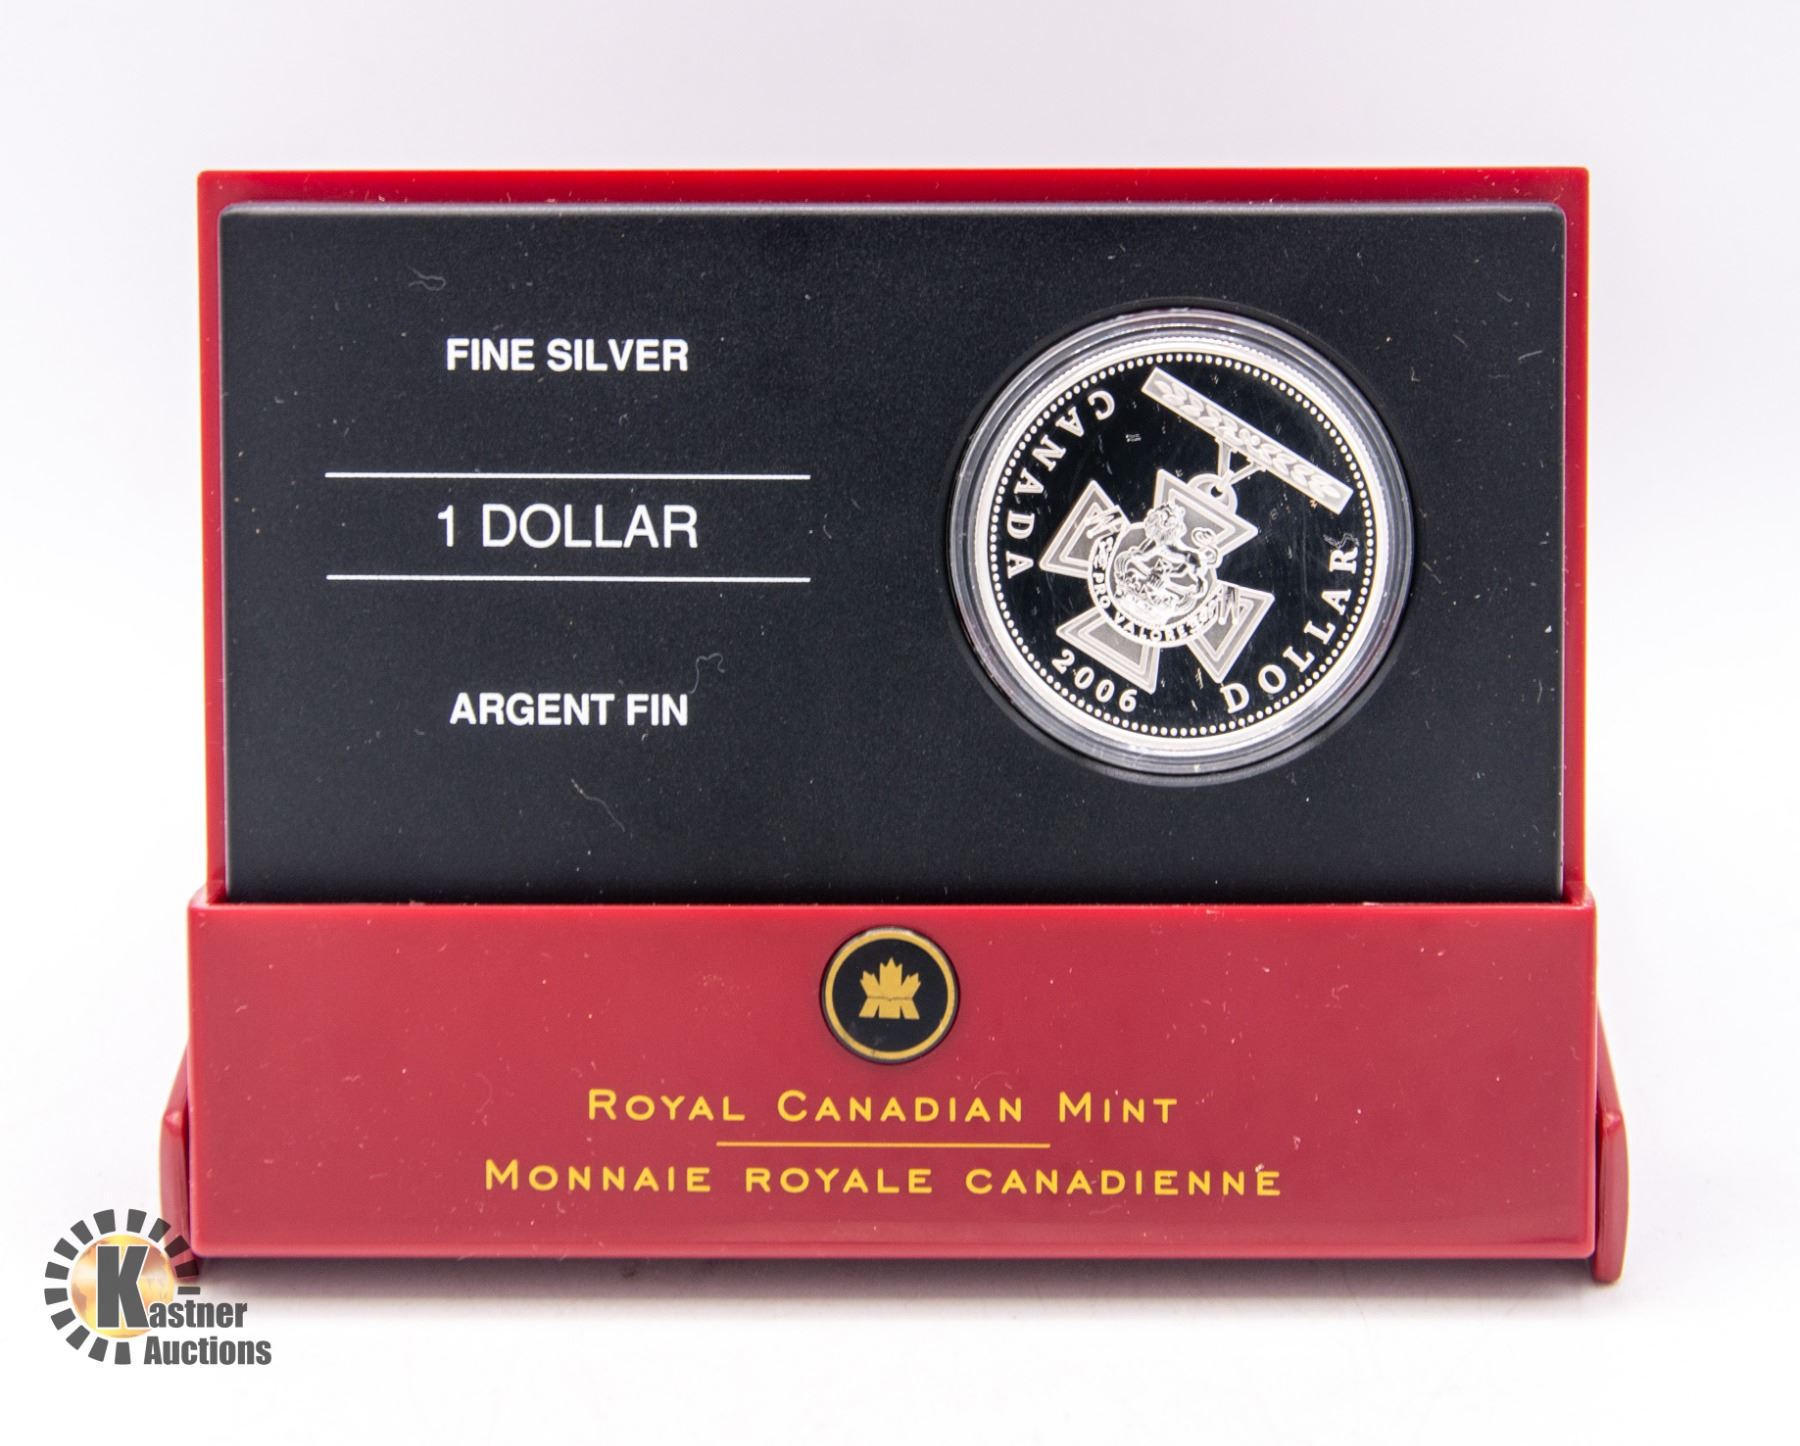 FINE SILVER
1 DOLLAR
ARGENT FIN
CANADA
DOLLAR
2006
PRO VALORE
ROYAL CANADIAN MINT
MONNAIE ROYALE CANADIENNE
Kastner
Auctions